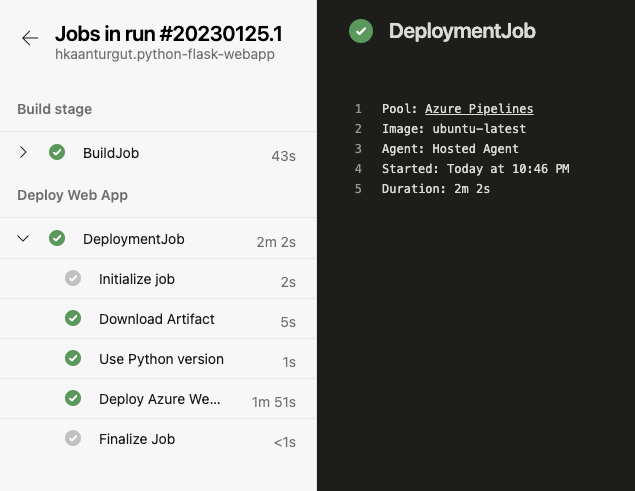 Jobs in run #20230125.1
hkaanturgut.python-flask-webapp
Build stage
BuildJob 43s
Deploy Web App
DeploymentJob 2m 2s
Initialize job 2s
Download Artifact 5s
Use Python version 1s
Deploy Azure We... 1m 51s
Finalize Job <1s
DeploymentJob
1 Pool: Azure Pipelines
2 Image: ubuntu-latest
3 Agent: Hosted Agent
4 Started: Today at 10:46 PM
5 Duration: 2m 2s